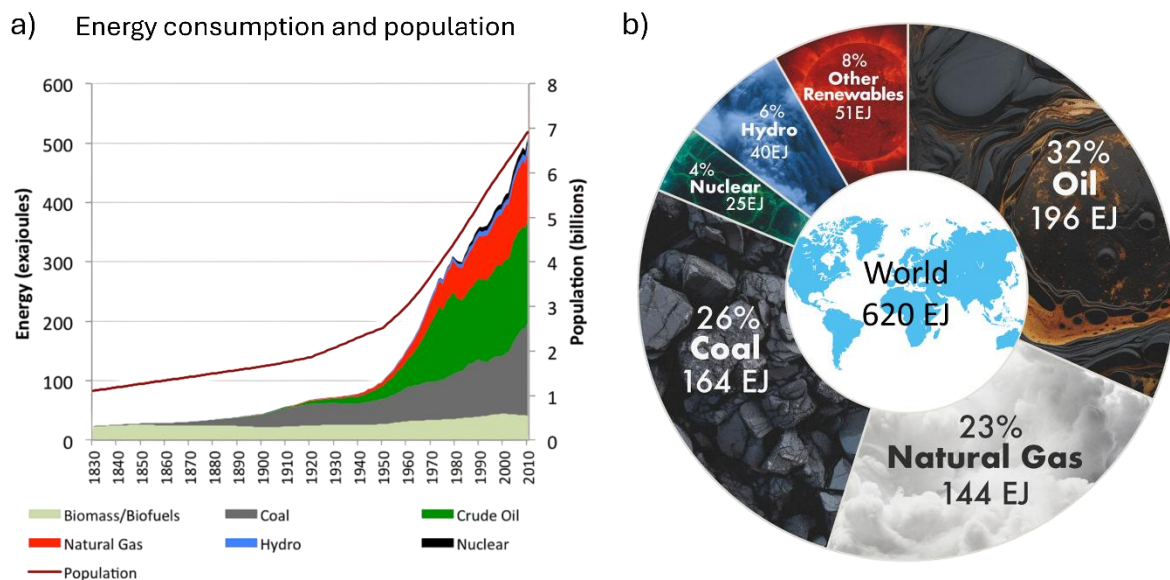 a) Energy consumption and population
Energy (exajoules)
600
500
400
300
200
100
0
8
7
6
5
4
3
2
1
0
Population (billions)
1830
1840
1850
1860
1870
1880
1890
1900
1910
1920
1930
1940
1950
1960
1970
1980
1990
2000
2010
Biomass/Biofuels
Coal
Crude Oil
Natural Gas
Hydro
Nuclear
Population
b)
8%
Other
Renewables
51EJ
6%
Hydro
40EJ
4%
Nuclear
25EJ
32%
Oil
196 EJ
World
620 EJ
26%
Coal
164 EJ
23%
Natural Gas
144 EJ